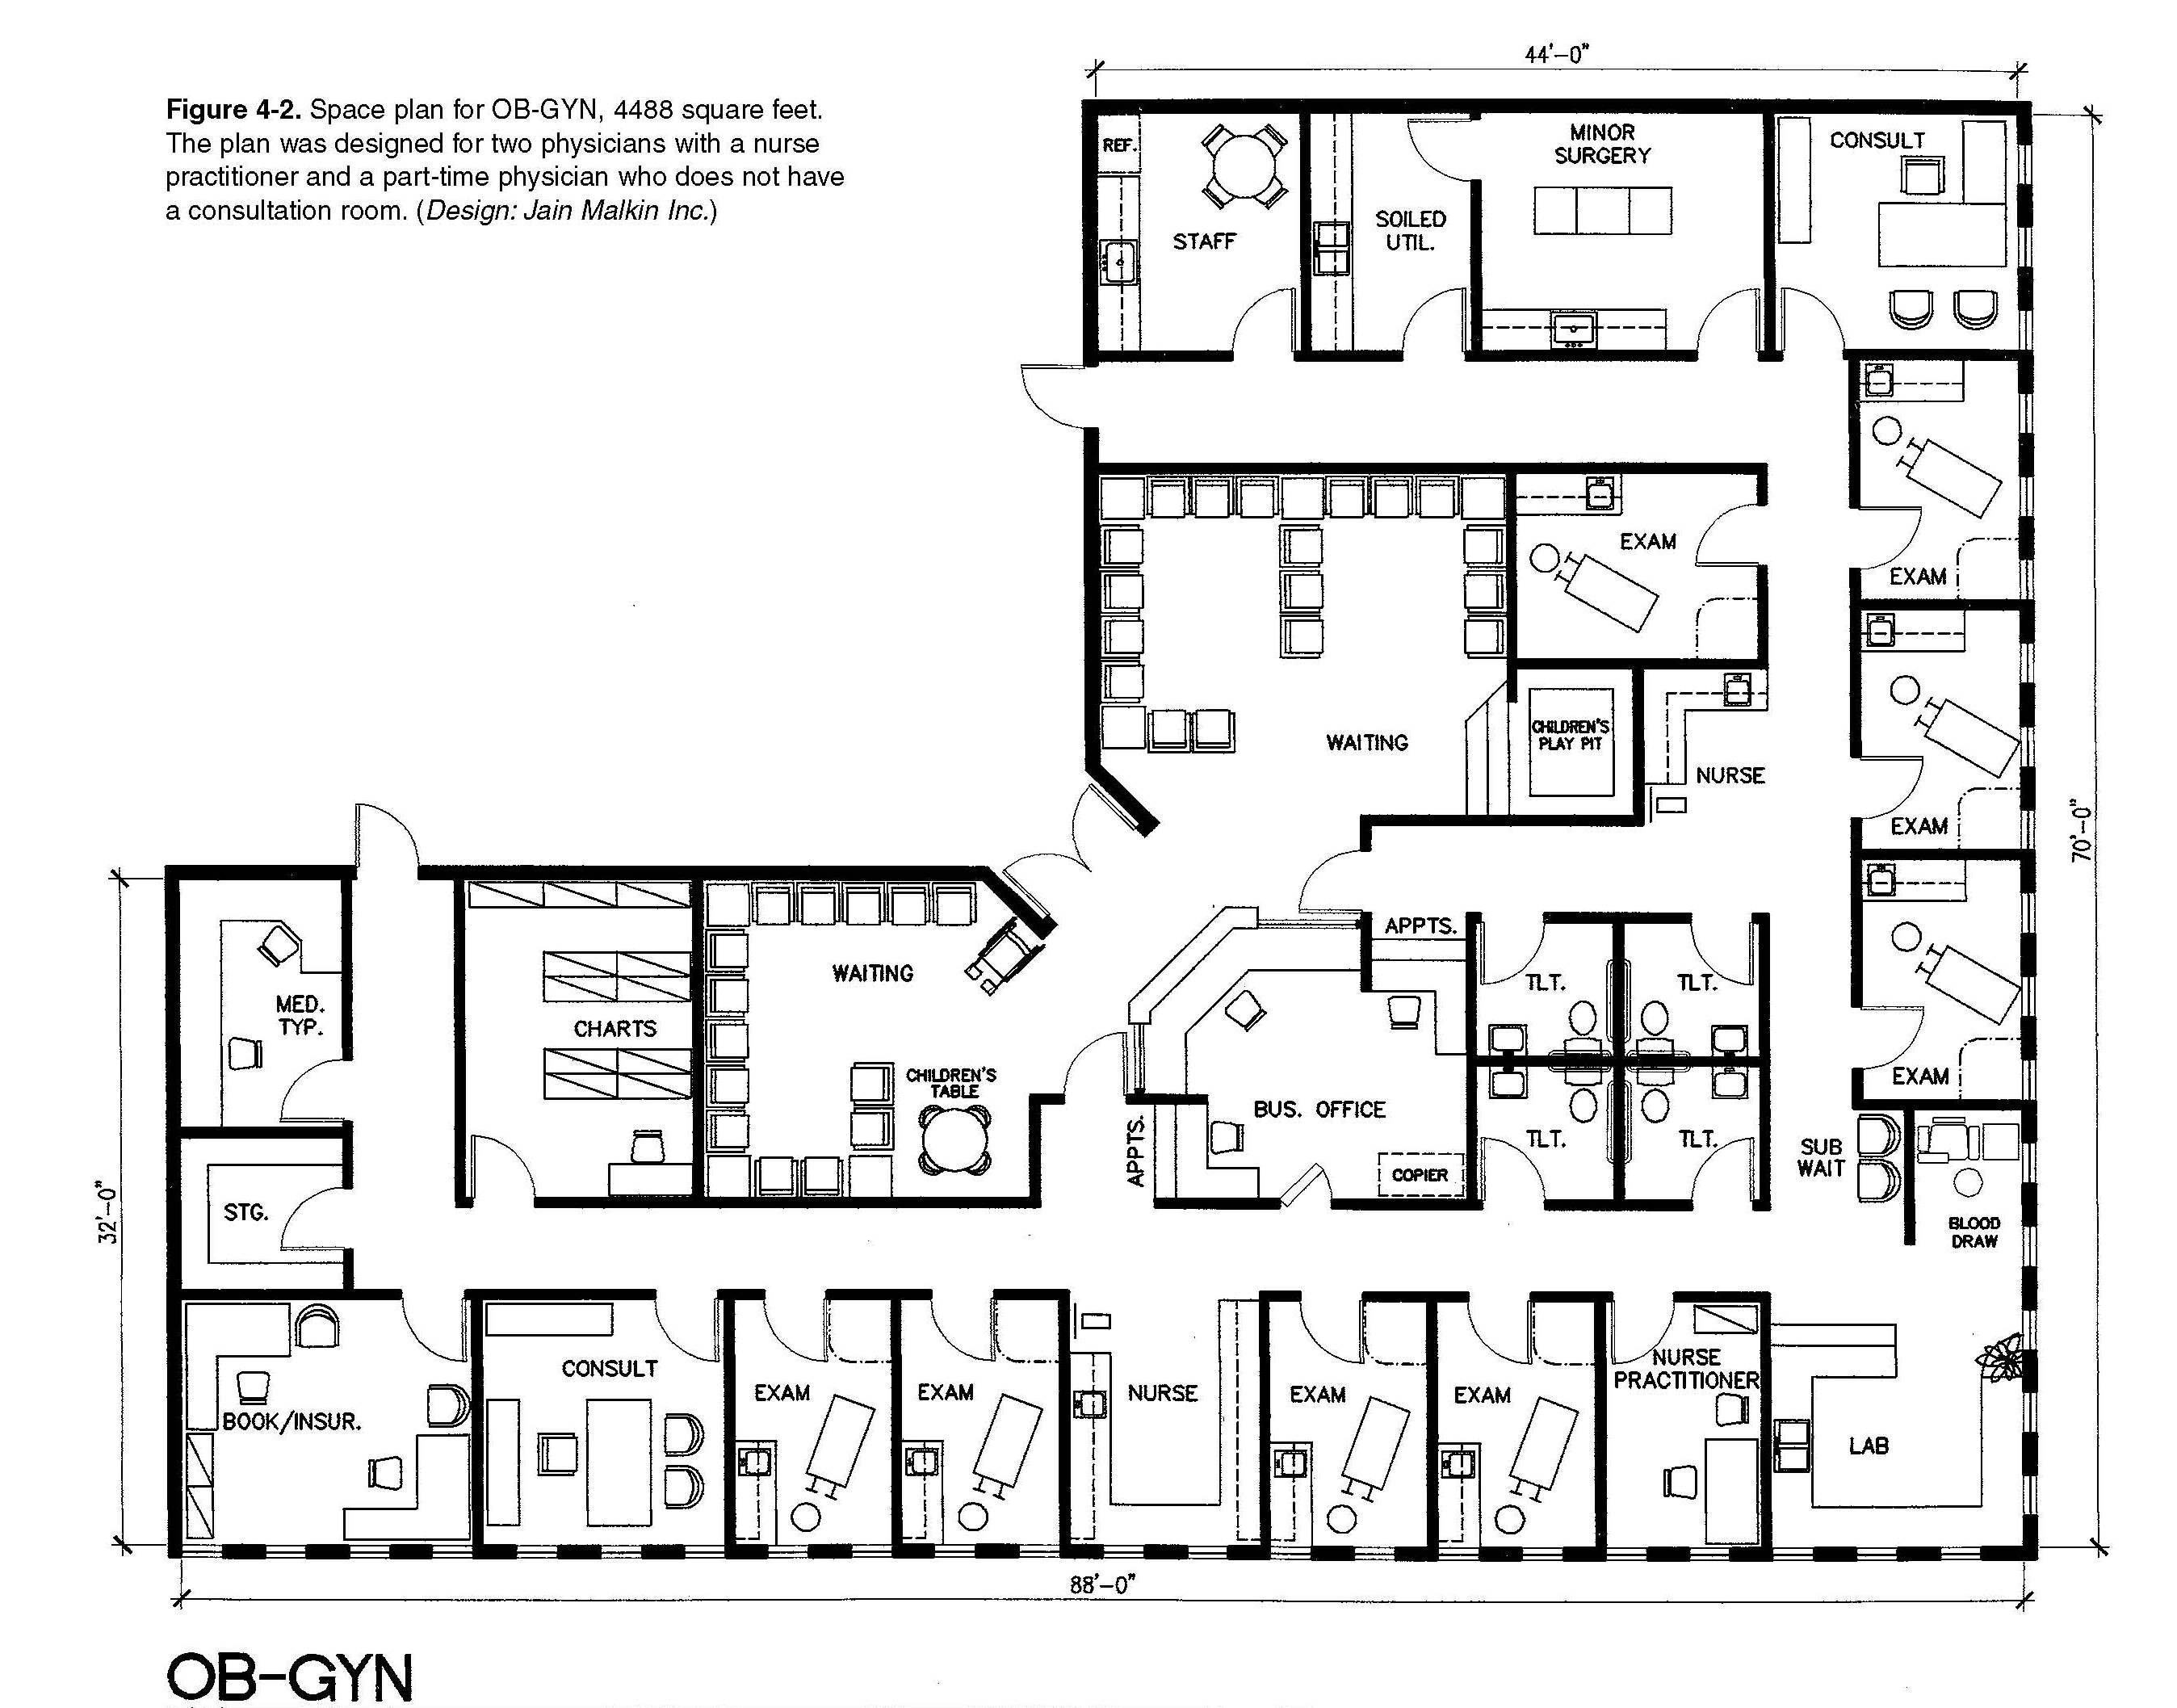 44'-0"
Figure 4-2. Space plan for OB-GYN, 4488 square feet.
The plan was designed for two physicians with a nurse
practitioner and a part-time physician who does not have
a consultation room. (Design: Jain Malkin Inc.)
REF.
STAFF
SOILED
UTIL.
MINOR
SURGERY
CONSULT
EXAM
EXAM
WAITING
CHILDREN'S
PLAY PIT
NURSE
EXAM
70'-0"
APPTS.
WAITING
MED.
TYP.
CHARTS
TLT.
TLT.
CHILDREN'S
TABLE
BUS. OFFICE
EXAM
TLT.
TLT.
APPTS.
COPIER
SUB
WAIT
32'-0"
STG.
BLOOD
DRAW
BOOK/INSUR.
CONSULT
EXAM
EXAM
NURSE
EXAM
EXAM
NURSE
PRACTITIONER
LAB
88'-0"
OB-GYN